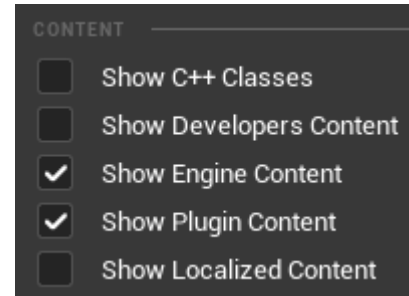 CONTENT
Show C++ Classes
Show Developers Content
Show Engine Content
Show Plugin Content
Show Localized Content